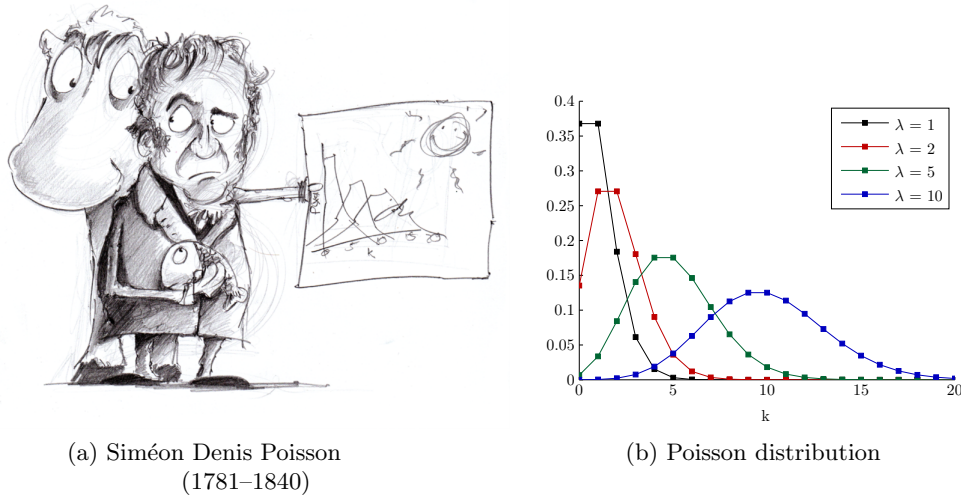 0.4
0.35
0.3
0.25
0.2
0.15
0.1
0.05
0
λ = 1
λ = 2
λ = 5
λ = 10
0 5 10 15 20
k
k
(a) Siméon Denis Poisson
(1781–1840)
(b) Poisson distribution